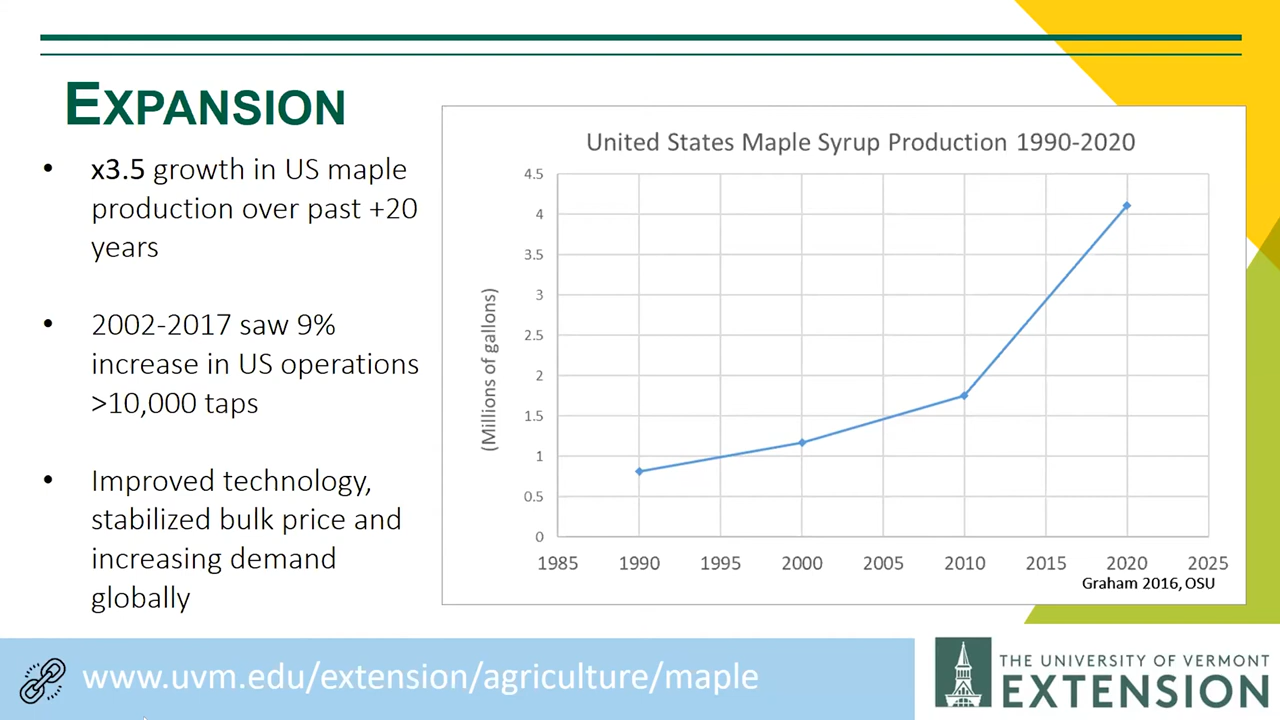 EXPANSION
• x3.5 growth in US maple
production over past +20
years
• 2002-2017 saw 9%
increase in US operations
>10,000 taps
• Improved technology,
stabilized bulk price and
increasing demand
globally
United States Maple Syrup Production 1990-2020
(Millions of gallons)
4.5
4
3.5
3
2.5
2
1.5
1
0.5
0
1985 1990 1995 2000 2005 2010 2015 2020 2025
Graham 2016, OSU
www.uvm.edu/extension/agriculture/maple
THE UNIVERSITY OF VERMONT
EXTENSION